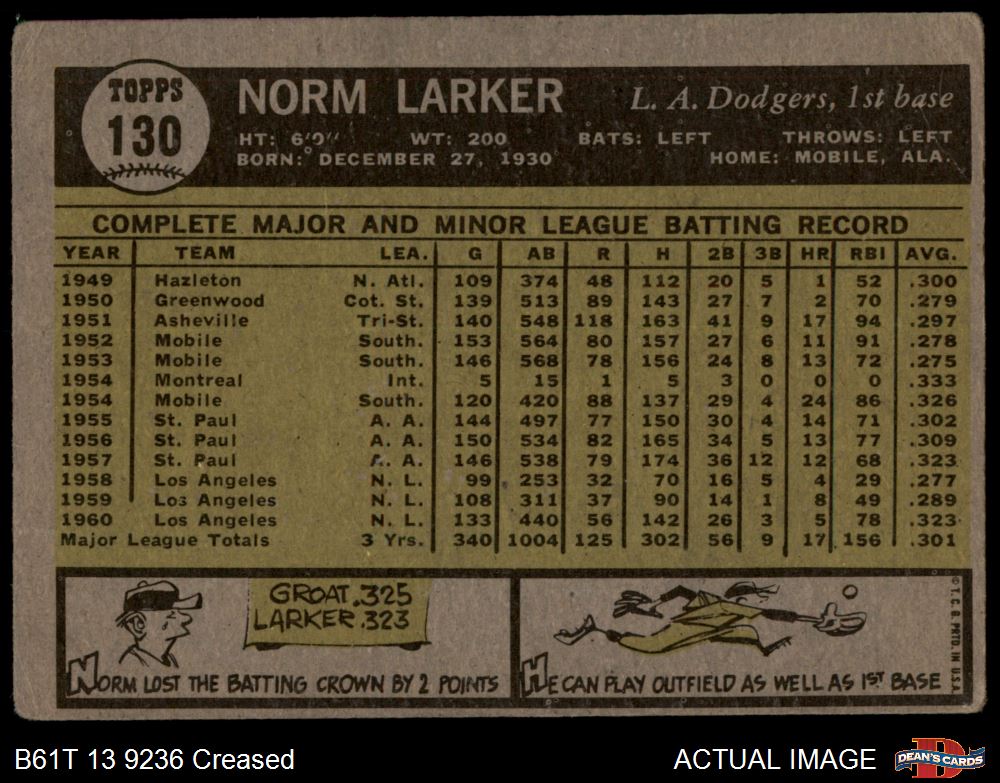 TOPPS
130
NORM LARKER
L. A. Dodgers, 1st base
HT: 6'0" WT: 200 BATS: LEFT THROWS: LEFT
BORN: DECEMBER 27, 1930 HOME: MOBILE, ALA.
COMPLETE MAJOR AND MINOR LEAGUE BATTING RECORD
YEAR TEAM LEA. G AB R H 2B 3B HR RBI AVG.
1949 Hazleton N. Atl. 109 374 48 112 20 5 1 52 .300
1950 Greenwood Cot. St. 139 513 89 143 27 7 2 70 .279
1951 Asheville Tri-St. 140 548 118 163 41 9 17 94 .297
1952 Mobile South. 153 564 80 157 27 6 11 91 .278
1953 Mobile South. 146 568 78 156 24 8 13 72 .275
1954 Montreal Int. 5 15 1 5 3 0 0 0 .333
1954 Mobile South. 120 420 88 137 29 4 24 86 .326
1955 St. Paul A. A. 144 497 77 150 30 4 14 71 .302
1956 St. Paul A. A. 150 534 82 165 34 5 13 77 .309
1957 St. Paul A. A. 146 538 79 174 36 12 12 68 .323
1958 Los Angeles N. L. 99 253 32 70 16 5 4 29 .277
1959 Los Angeles N. L. 108 311 37 90 14 1 8 49 .289
1960 Los Angeles N. L. 133 440 56 142 26 3 5 78 .323
Major League Totals 3 Yrs. 340 1004 125 302 56 9 17 156 .301
GROAT .325
LARKER .323
NORM LOST THE BATTING CROWN BY 2 POINTS
HE CAN PLAY OUTFIELD AS WELL AS 1ST BASE
© T. C. G. PRTD. IN U.S.A.
B61T 13 9236 Creased
ACTUAL IMAGE
D
DEAN'S CARDS